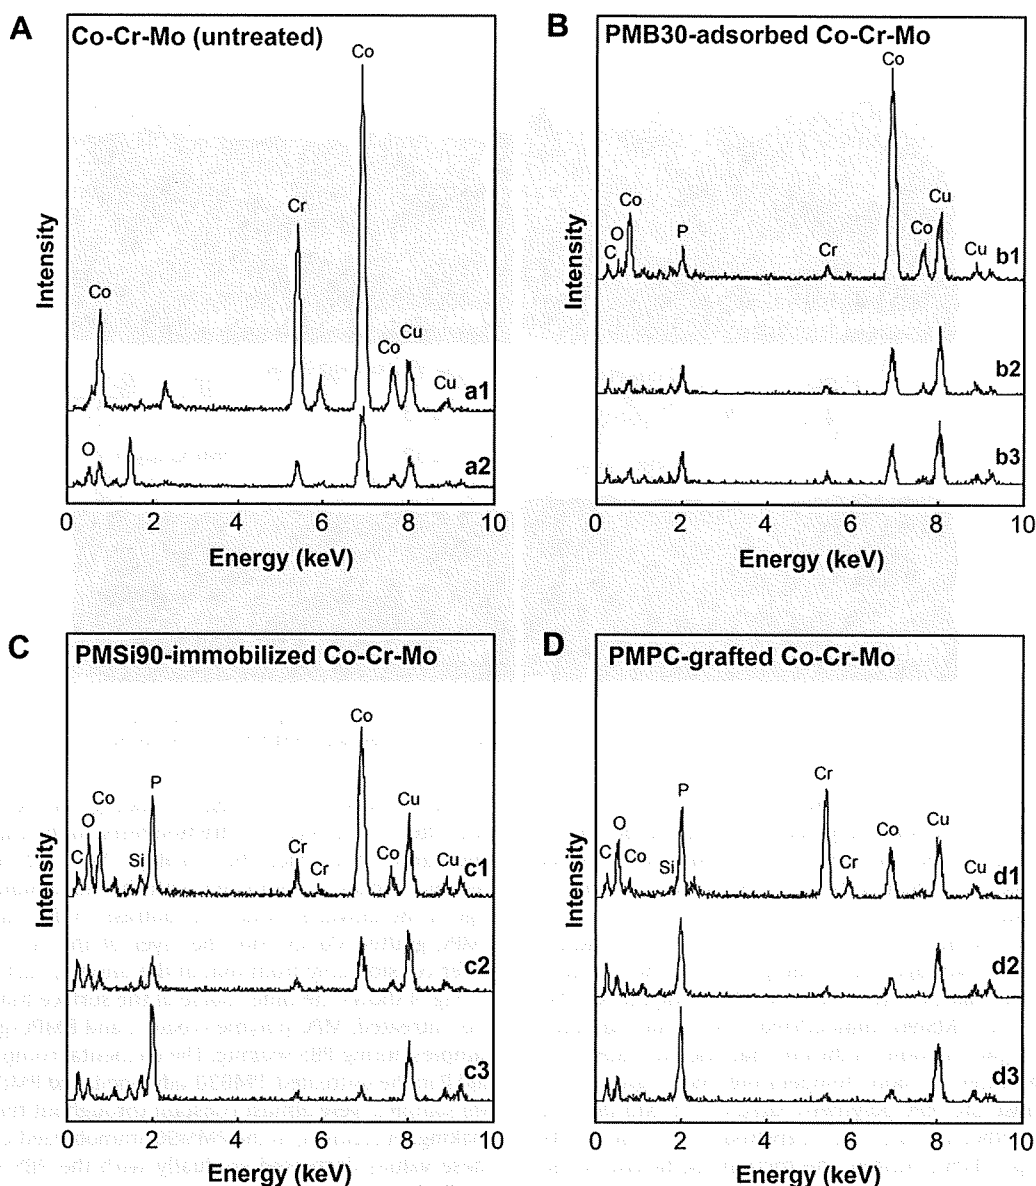 A
Co-Cr-Mo (untreated)
Co
Cr
Co
Co
Cu
Cu
a1
O
a2
Intensity
0 2 4 6 8 10
Energy (keV)
B
PMB30-adsorbed Co-Cr-Mo
Co
Co
O
C
P
Cr
Co
Cu
Cu
b1
b2
b3
Intensity
0 2 4 6 8 10
Energy (keV)
C
PMSi90-immobilized Co-Cr-Mo
Co
P
Co
O
C
Si
Cr
Cr
Co
Cu
Cu
c1
c2
c3
Intensity
0 2 4 6 8 10
Energy (keV)
D
PMPC-grafted Co-Cr-Mo
Cr
P
O
C
Co
Si
Cr
Co
Cu
Cu
d1
d2
d3
Intensity
0 2 4 6 8 10
Energy (keV)